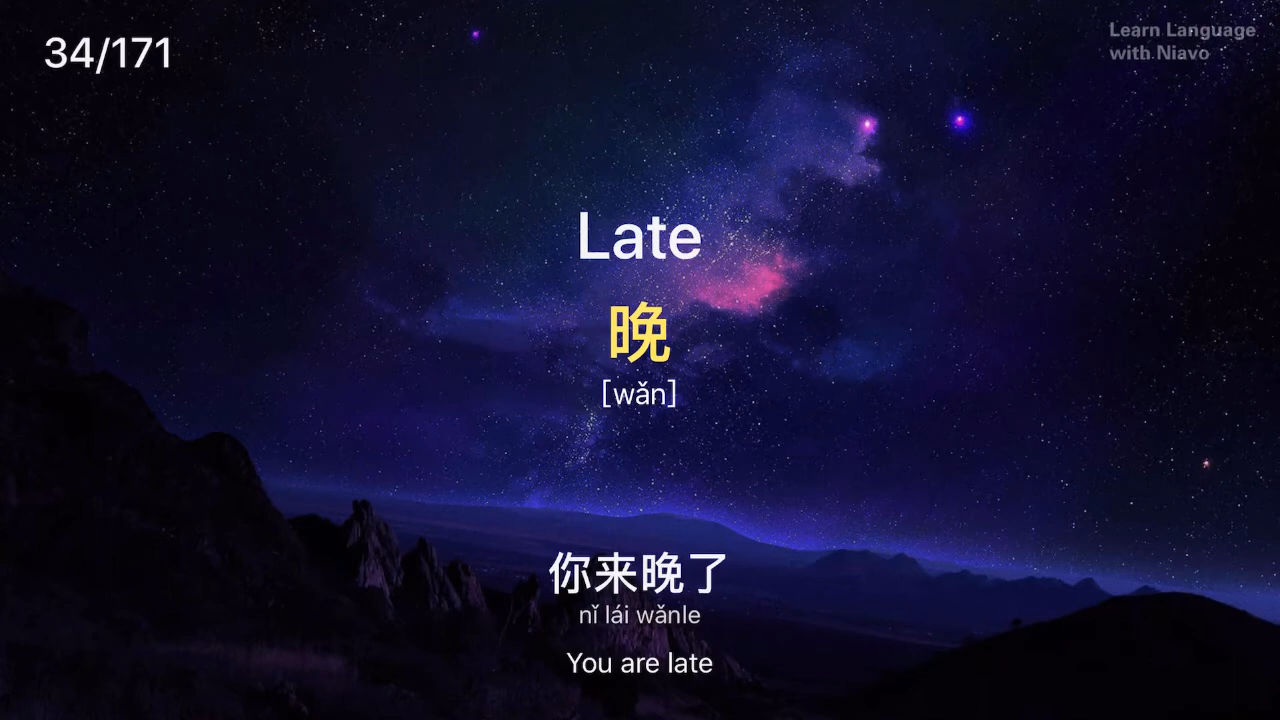 34/171
Learn Language
with Niavo
Late
晚
[wǎn]
你来晚了
nǐ lái wǎnle
You are late